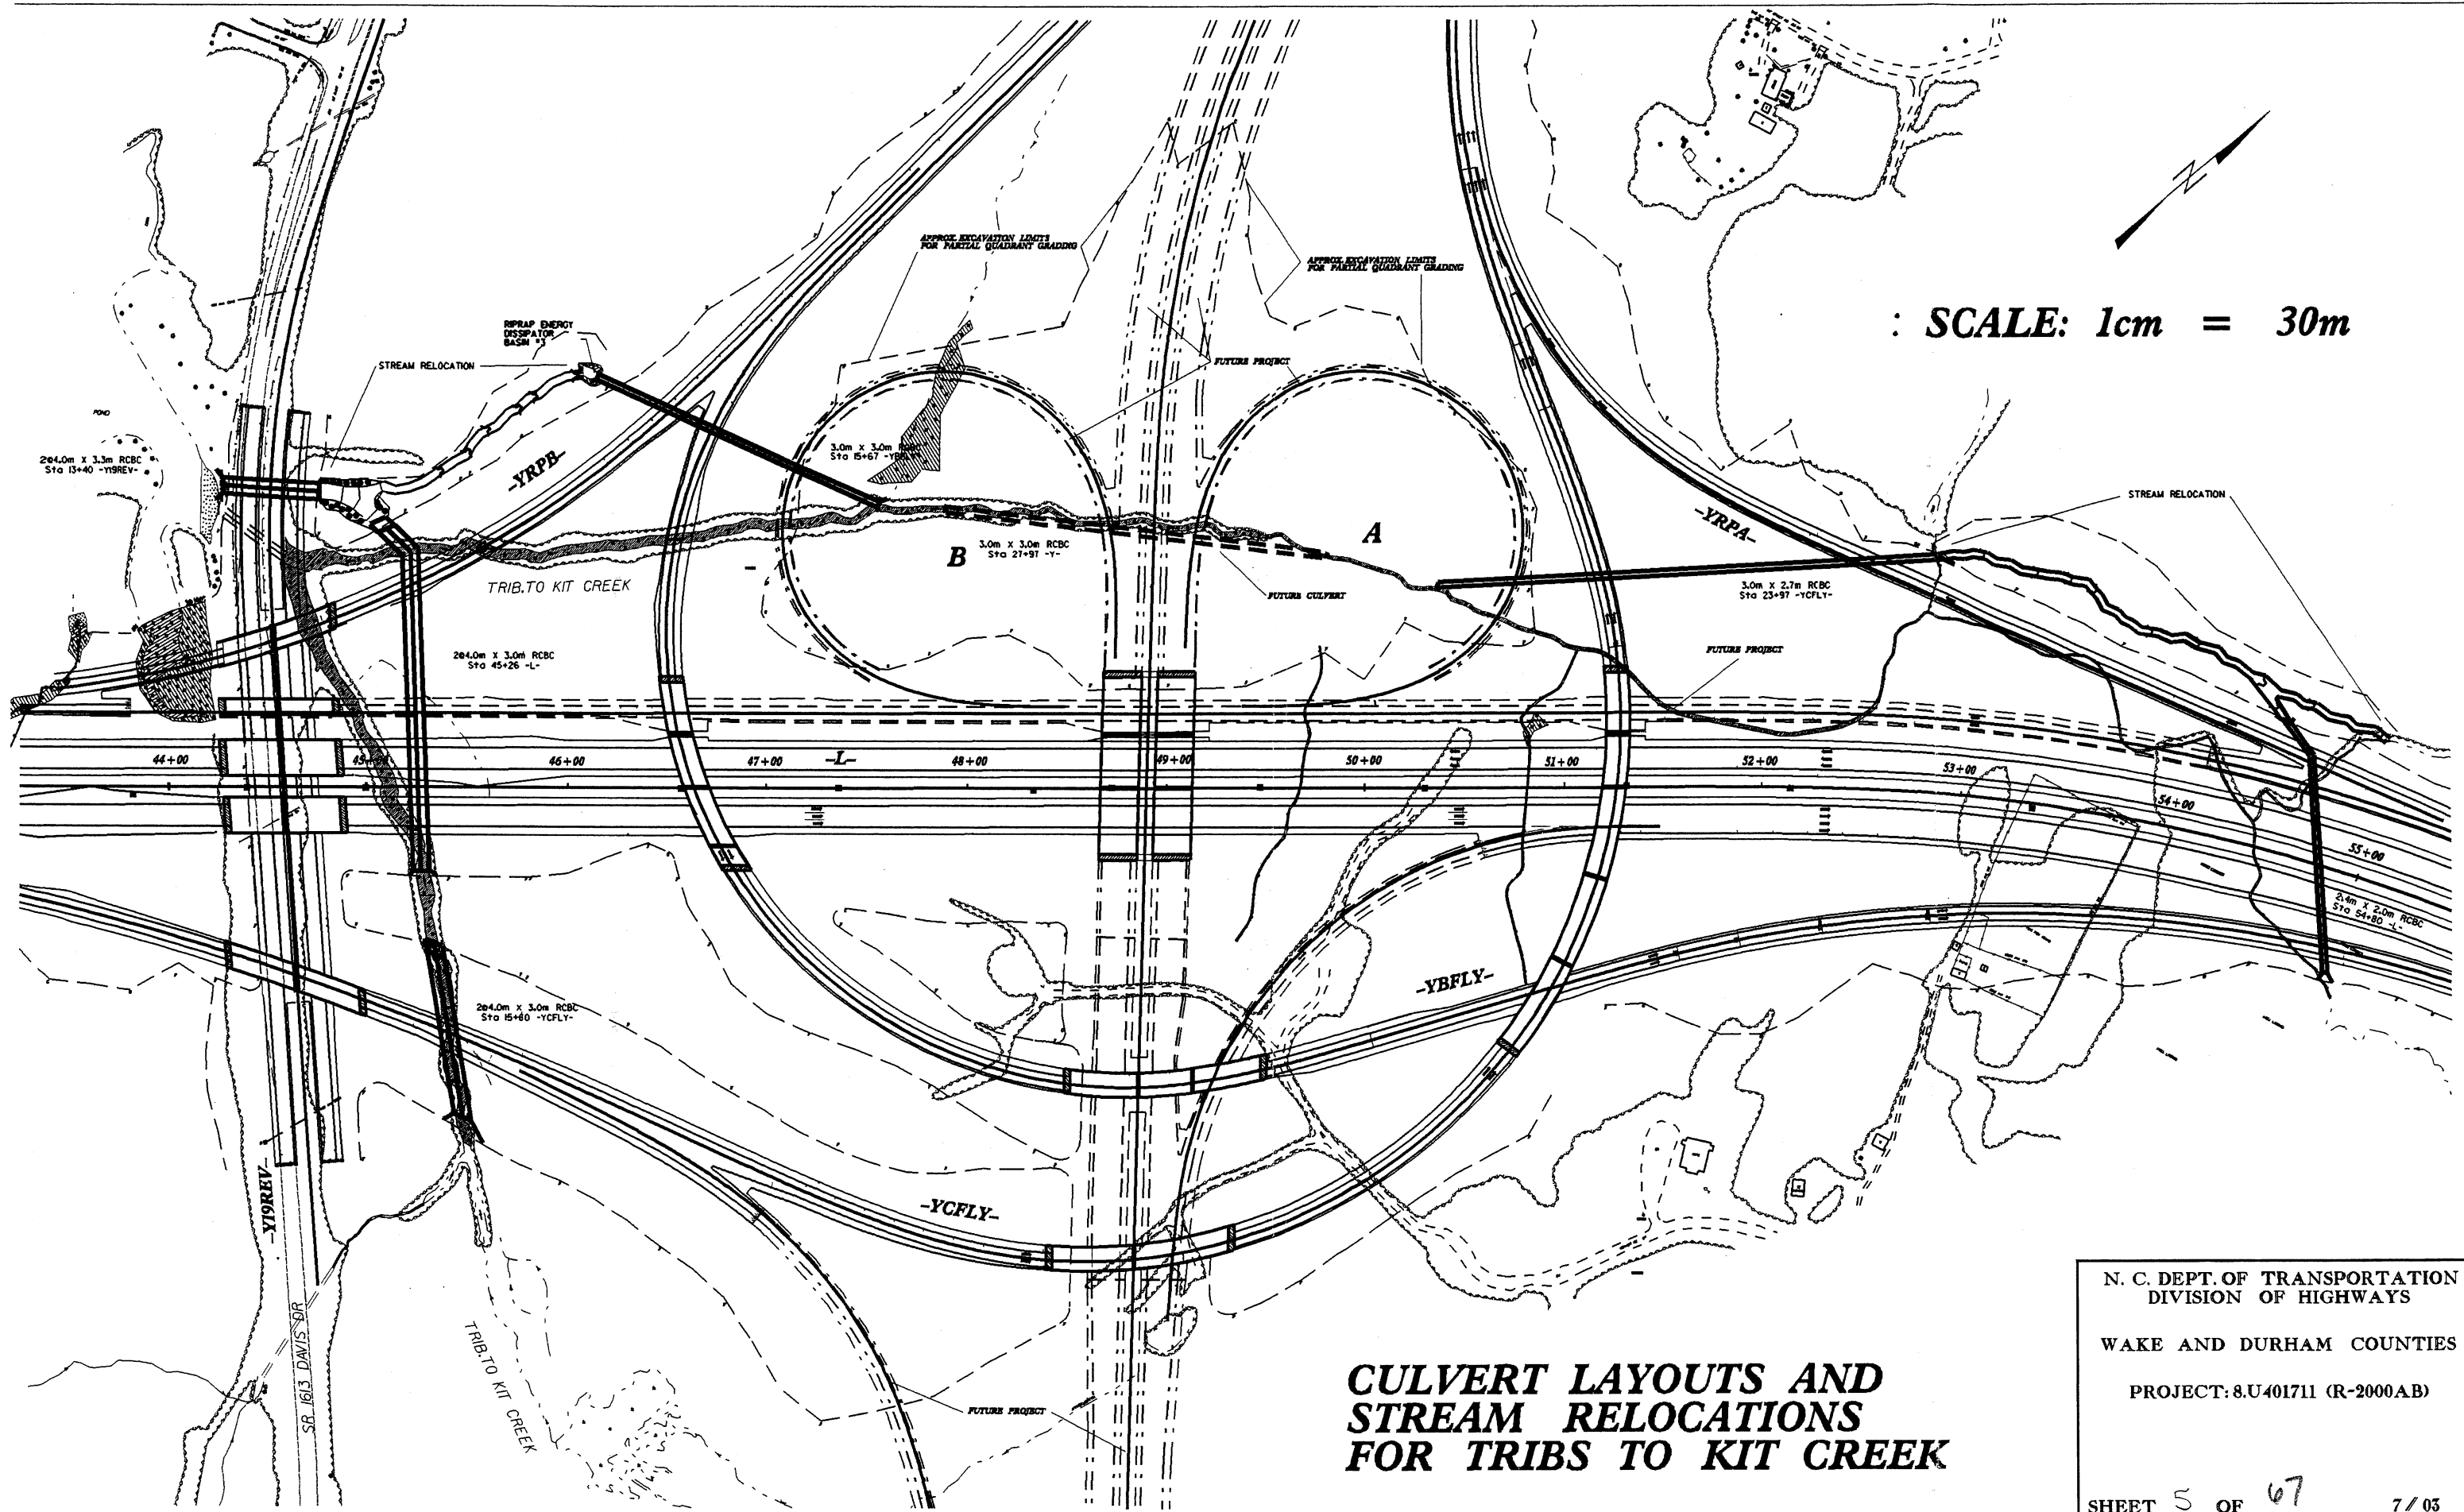 APPROX. EXCAVATION LIMITS
FOR PARTIAL QUADRANT GRADING
APPROX. EXCAVATION LIMITS
FOR PARTIAL QUADRANT GRADING
N
: SCALE: 1cm = 30m
RIPRAP ENERGY
DISSIPATOR
BASIN #3
STREAM RELOCATION
FUTURE PROJECT
POND
2@4.0m X 3.3m RCBC
Sta 13+40 -Y19REV-
3.0m X 3.0m RCBC
Sta 15+67
-YRPB-
STREAM RELOCATION
-YRPA-
A
B
3.0m X 3.0m RCBC
Sta 27+97 -Y-
TRIB.TO KIT CREEK
FUTURE CULVERT
3.0m X 2.7m RCBC
Sta 23+97 -YCFLY-
2@4.0m X 3.0m RCBC
Sta 45+26 -L-
FUTURE PROJECT
44+00
45+00
46+00
47+00
-L-
48+00
49+00
50+00
51+00
52+00
53+00
54+00
55+00
2.4m X 2.0m RCBC
Sta 54+80 -L-
-YBFLY-
2@4.0m X 3.0m RCBC
Sta 15+80 -YCFLY-
-Y19REV-
-YCFLY-
SR 1613 DAVIS DR
TRIB.TO KIT CREEK
FUTURE PROJECT
CULVERT LAYOUTS AND
STREAM RELOCATIONS
FOR TRIBS TO KIT CREEK
N. C. DEPT. OF TRANSPORTATION
DIVISION OF HIGHWAYS
WAKE AND DURHAM COUNTIES
PROJECT: 8.U401711 (R-2000AB)
SHEET 5 OF 67 7 / 03